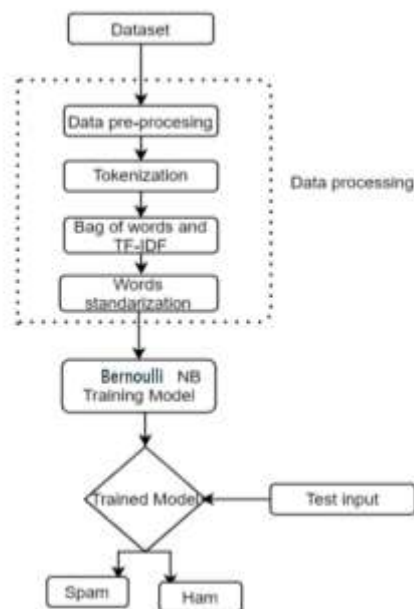 Dataset
Data pre-procesing
Tokenization
Data processing
Bag of words and
TF-IDF
Words
standarization
Bernoulli NB
Training Model
Trained Model
Test input
Spam
Ham